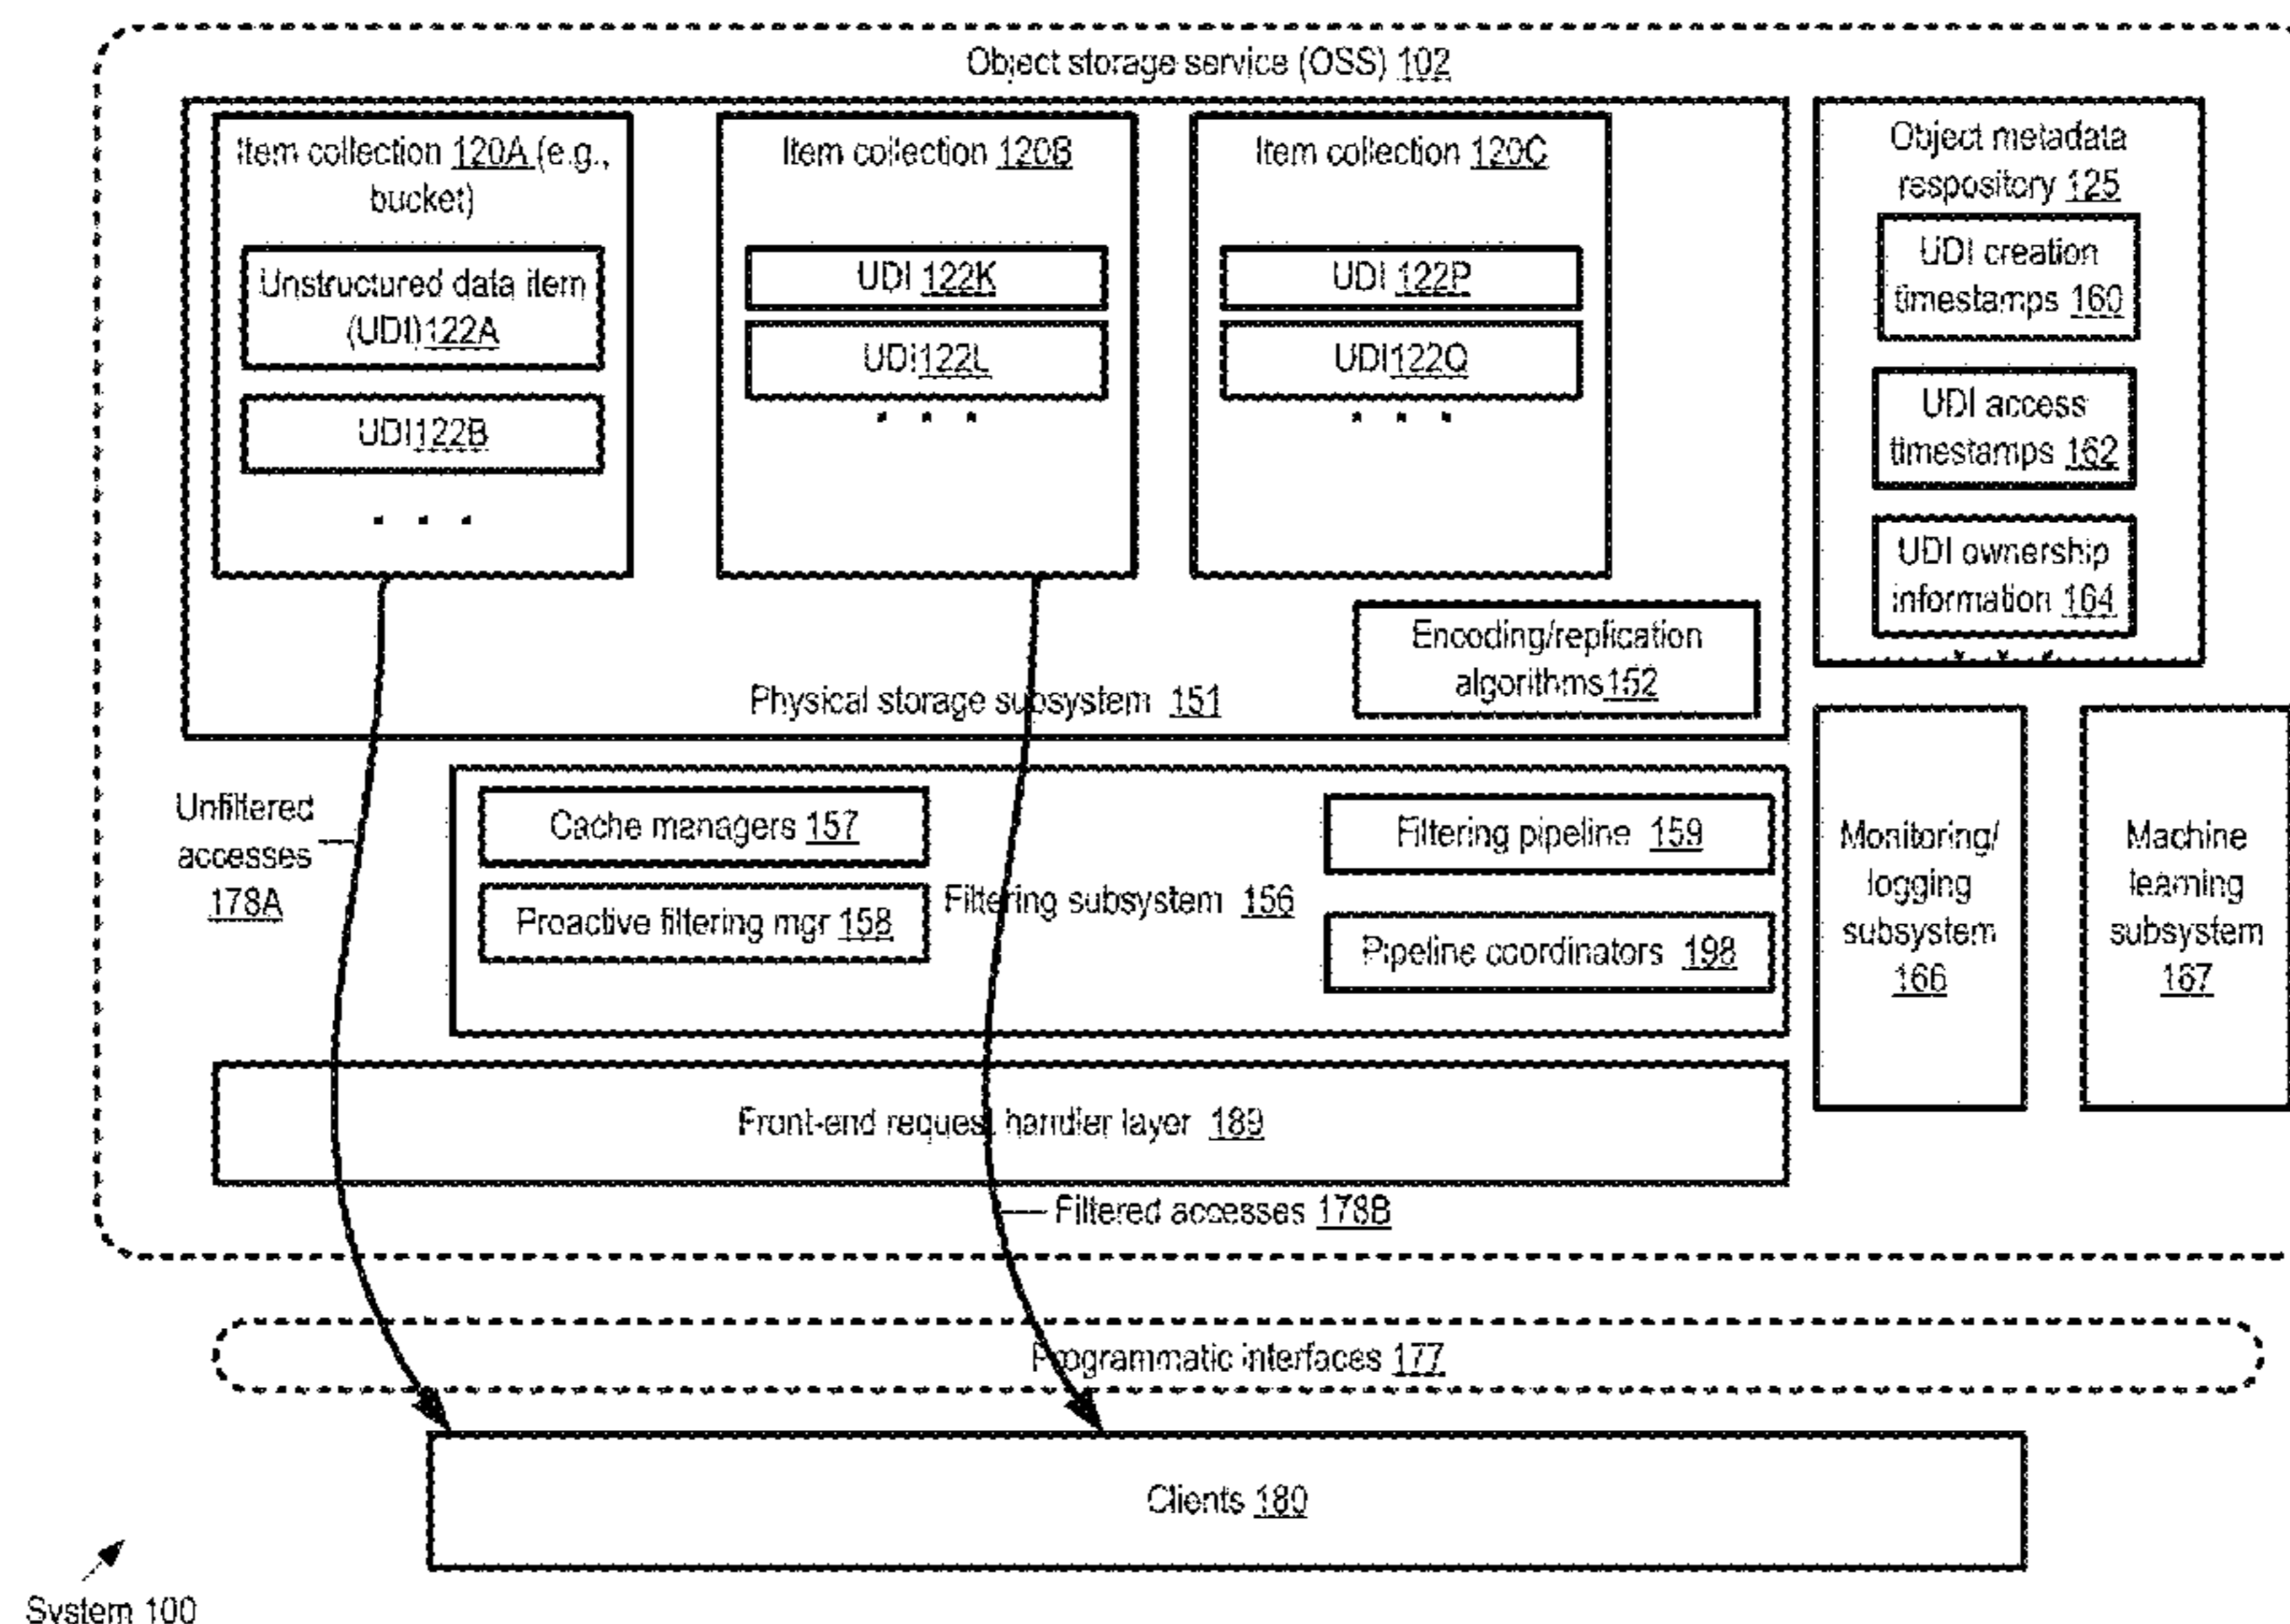 Object storage service (OSS) 102
Item collection 120A (e.g.,
bucket)
Unstructured data item
(UDI) 122A
UDI 122B
. . .
Item collection 120B
UDI 122K
UDI 122L
. . .
Item collection 120C
UDI 122P
UDI 122Q
. . .
Encoding/replication
algorithms 152
Physical storage subsystem 151
Object metadata
respository 125
UDI creation
timestamps 160
UDI access
timestamps 162
UDI ownership
information 164
. . .
Unfiltered
accesses
178A
Cache managers 157
Proactive filtering mgr 158
Filtering subsystem 156
Filtering pipeline 159
Pipeline coordinators 198
Monitoring/
logging
subsystem
166
Machine
learning
subsystem
167
Front-end request handler layer 189
Filtered accesses 178B
Programmatic interfaces 177
Clients 180
System 100